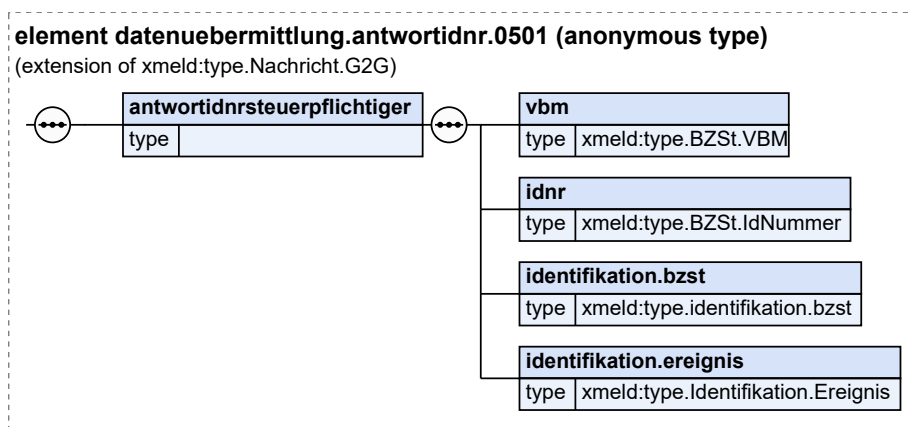 element datenuebermittlung.antwortidnr.0501 (anonymous type)
(extension of xmeld:type.Nachricht.G2G)
antwortidnrsteuerpflichtiger
type
vbm
type xmeld:type.BZSt.VBM
idnr
type xmeld:type.BZSt.IdNummer
identifikation.bzst
type xmeld:type.identifikation.bzst
identifikation.ereignis
type xmeld:type.Identifikation.Ereignis